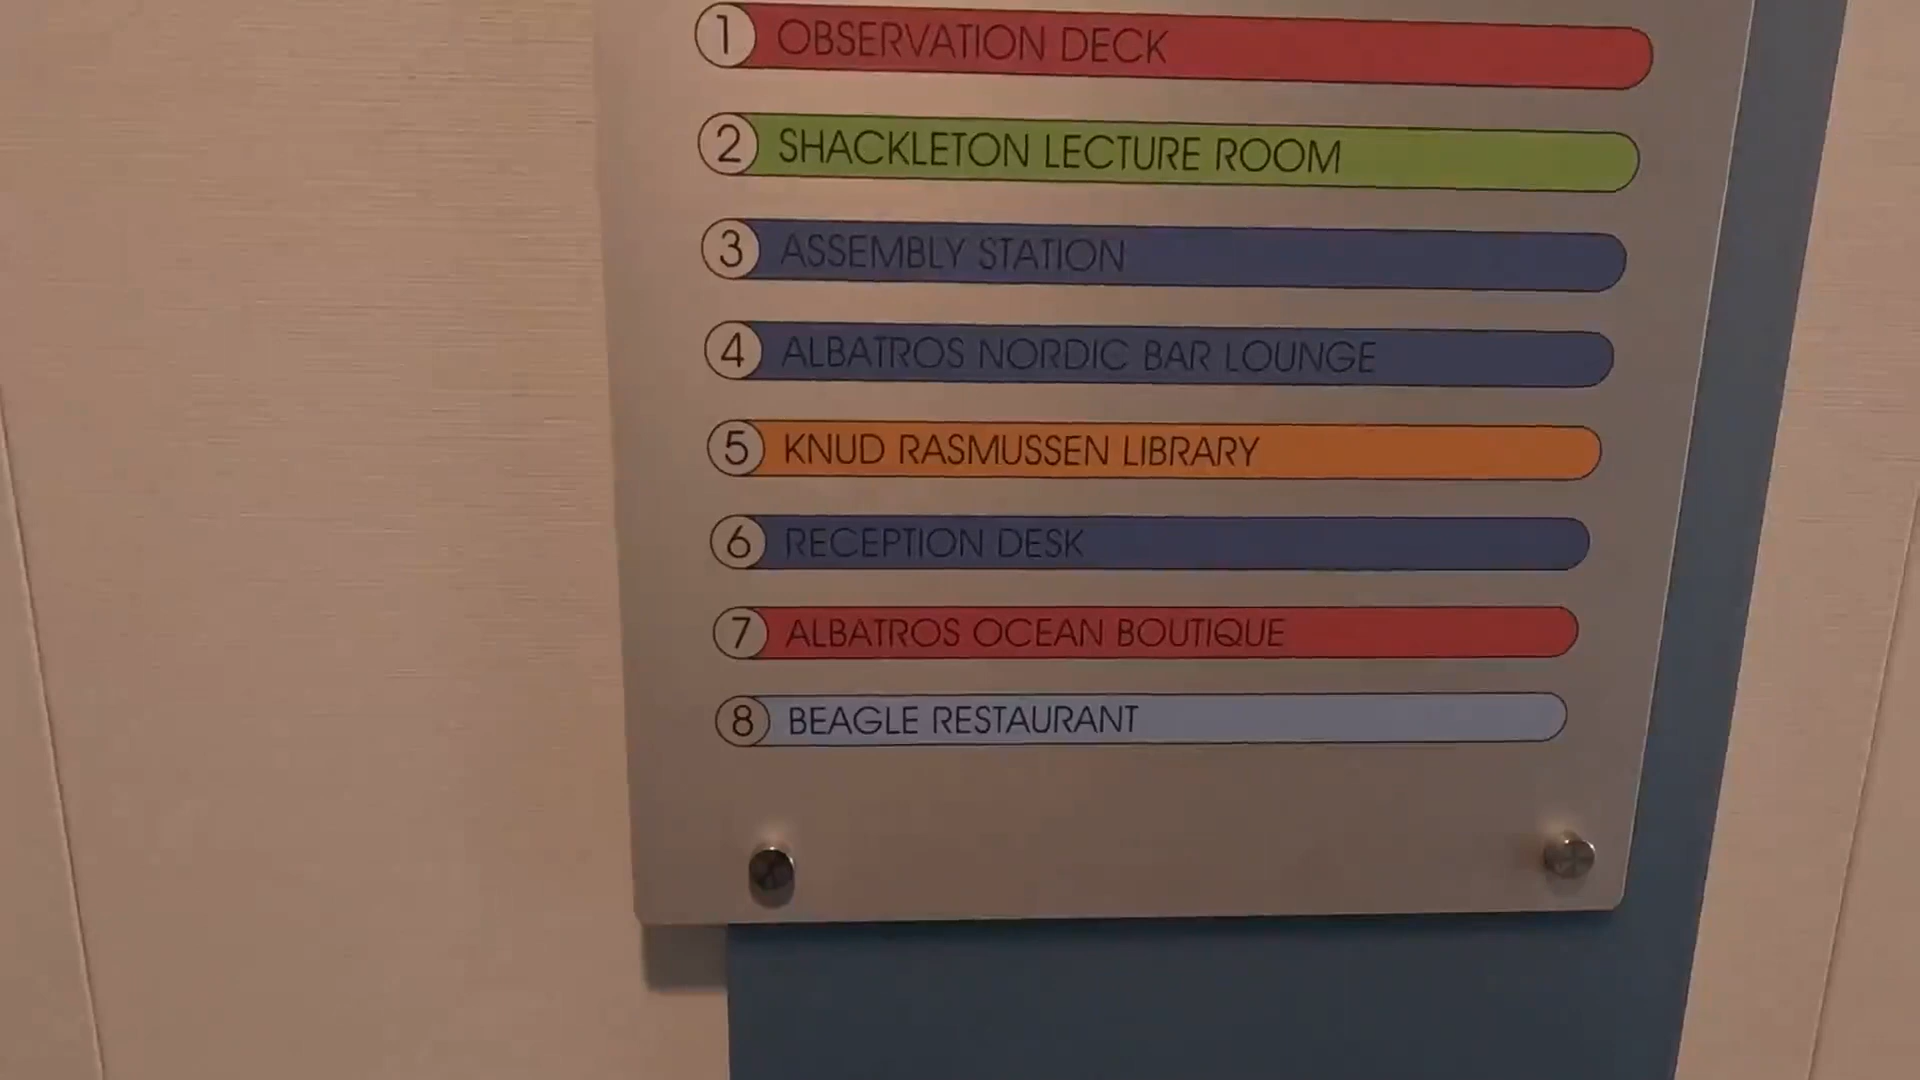 1 OBSERVATION DECK
2 SHACKLETON LECTURE ROOM
3 ASSEMBLY STATION
4 ALBATROS NORDIC BAR LOUNGE
5 KNUD RASMUSSEN LIBRARY
6 RECEPTION DESK
7 ALBATROS OCEAN BOUTIQUE
8 BEAGLE RESTAURANT